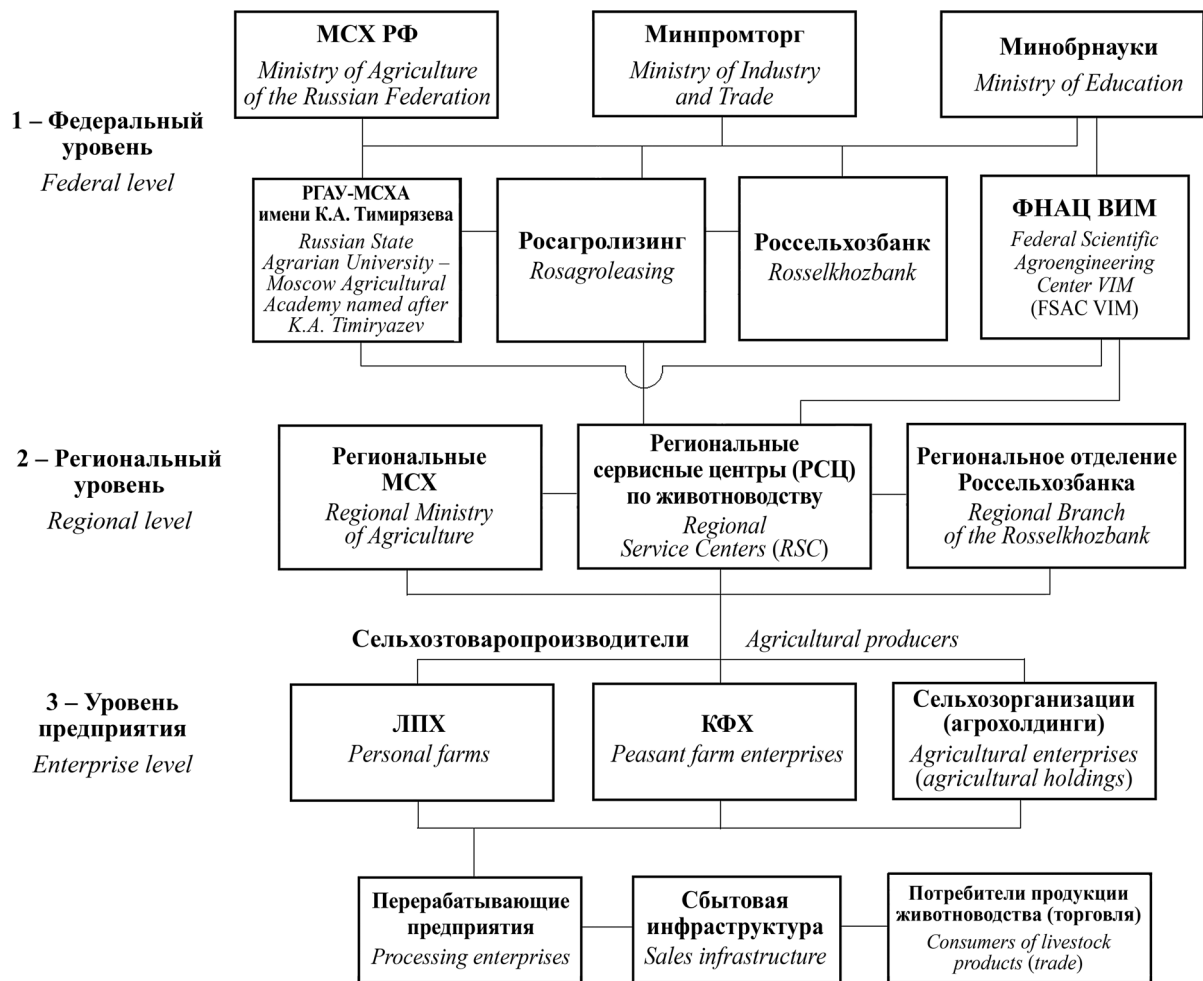 МСХ РФ
Ministry of Agriculture
of the Russian Federation
Минпромторг
Ministry of Industry
and Trade
Минобрнауки
Ministry of Education
1 – Федеральный
уровень
Federal level
РГАУ-МСХА
имени К.А. Тимирязева
Russian State
Agrarian University –
Moscow Agricultural
Academy named after
K.A. Timiryazev
Росагролизинг
Rosagroleasing
Россельхозбанк
Rosselkhozbank
ФНАЦ ВИМ
Federal Scientific
Agroengineering
Center VIM
(FSAC VIM)
2 – Региональный
уровень
Regional level
Региональные
МСХ
Regional Ministry
of Agriculture
Региональные
сервисные центры (РСЦ)
по животноводству
Regional
Service Centers (RSC)
Региональное отделение
Россельхозбанка
Regional Branch
of the Rosselkhozbank
Сельхозтоваропроизводители Agricultural producers
3 – Уровень
предприятия
Enterprise level
ЛПХ
Personal farms
КФХ
Peasant farm enterprises
Сельхозорганизации
(агрохолдинги)
Agricultural enterprises
(agricultural holdings)
Перерабатывающие
предприятия
Processing enterprises
Сбытовая
инфраструктура
Sales infrastructure
Потребители продукции
животноводства (торговля)
Consumers of livestock
products (trade)